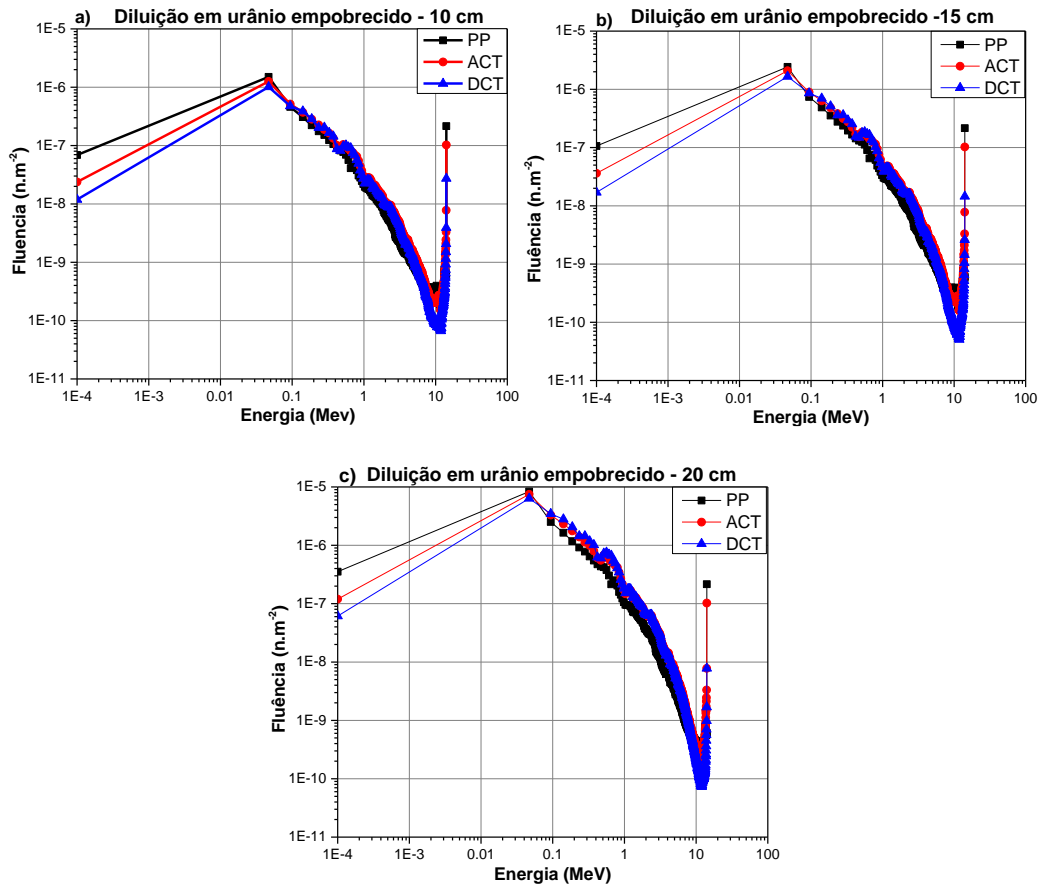 a) Diluição em urânio empobrecido - 10 cm
1E-5
1E-6
1E-7
1E-8
1E-9
1E-10
1E-11
Fluencia (n.m-2)
PP
ACT
DCT
1E-4 1E-3 0.01 0.1 1 10 100
Energia (Mev)
b) Diluição em urânio empobrecido -15 cm
1E-5
1E-6
1E-7
1E-8
1E-9
1E-10
1E-11
Fluência (n.m-2)
PP
ACT
DCT
1E-4 1E-3 0.01 0.1 1 10 100
Energia (MeV)
c) Diluição em urânio empobrecido - 20 cm
1E-5
1E-6
1E-7
1E-8
1E-9
1E-10
1E-11
Fluência (n.m-2)
PP
ACT
DCT
1E-4 1E-3 0.01 0.1 1 10 100
Energia (MeV)